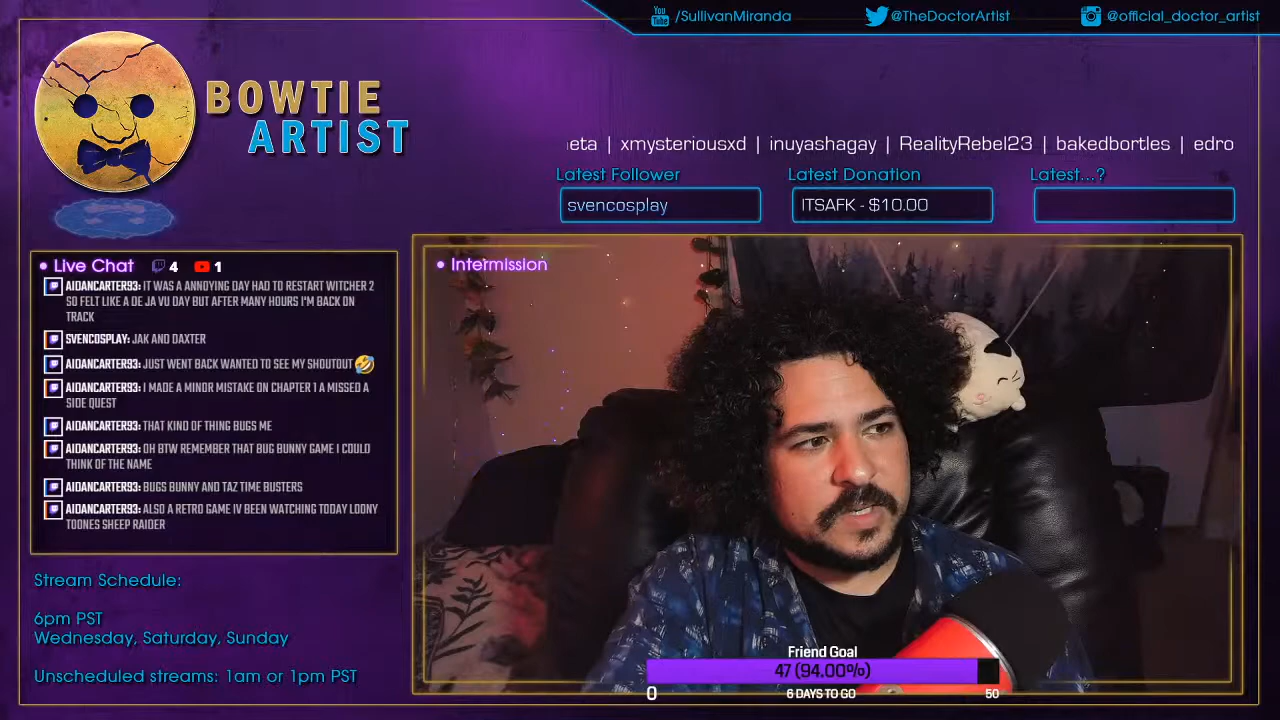 You Tube /SullivanMiranda
@TheDoctorArtist
@official_doctor_artist
BOWTIE
ARTIST
eta | xmysteriousxd | inuyashagay | RealityRebel23 | bakedbortles | edro
Latest Follower
svencosplay
Latest Donation
ITSAFK - $10.00
Latest...?
Live Chat 4 1
AIDANCARTER93: IT WAS A ANNOYING DAY HAD TO RESTART WITCHER 2
SO FELT LIKE A DE JA VU DAY BUT AFTER MANY HOURS I'M BACK ON
TRACK
SVENCOSPLAY: JAK AND DAXTER
AIDANCARTER93: JUST WENT BACK WANTED TO SEE MY SHOUTOUT 🤣
AIDANCARTER93: I MADE A MINOR MISTAKE ON CHAPTER 1 A MISSED A
SIDE QUEST
AIDANCARTER93: THAT KIND OF THING BUGS ME
AIDANCARTER93: OH BTW REMEMBER THAT BUG BUNNY GAME I COULD
THINK OF THE NAME
AIDANCARTER93: BUGS BUNNY AND TAZ TIME BUSTERS
AIDANCARTER93: ALSO A RETRO GAME IV BEEN WATCHING TODAY LOONY
TOONES SHEEP RAIDER
Stream Schedule:
6pm PST
Wednesday, Saturday, Sunday
Unscheduled streams: 1am or 1pm PST
Intermission
Friend Goal
47 (94.00%)
0 6 DAYS TO GO 50